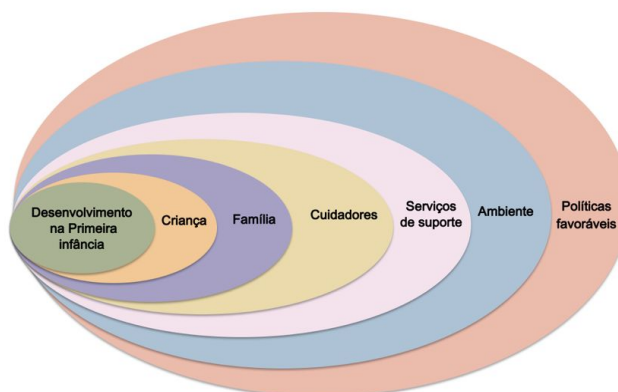 Desenvolvimento
na Primeira
infância
Criança
Família
Cuidadores
Serviços
de suporte
Ambiente
Políticas
favoráveis